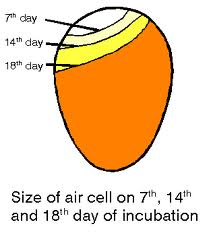 7th day
14th day
18th day
Size of air cell on 7th, 14th
and 18th day of incubation